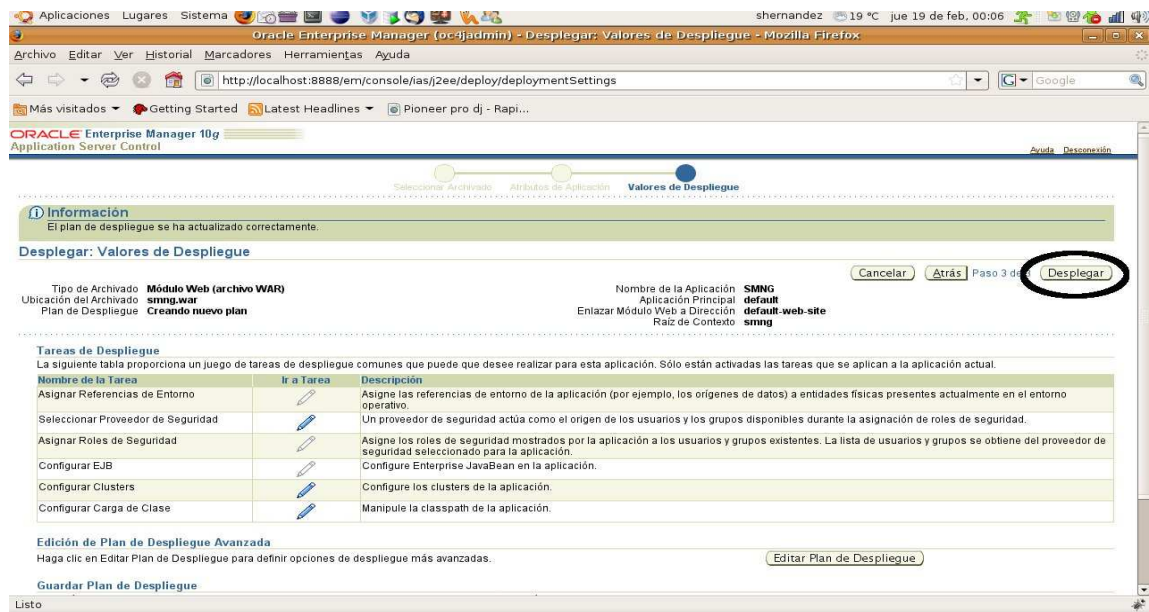 Aplicaciones Lugares Sistema shernandez 19 °C jue 19 de feb, 00:06
Oracle Enterprise Manager (oc4jadmin) - Desplegar: Valores de Despliegue - Mozilla Firefox
Archivo Editar Ver Historial Marcadores Herramientas Ayuda
http://localhost:8888/em/console/ias/j2ee/deploy/deploymentSettings Google
Más visitados Getting Started Latest Headlines Pioneer pro dj - Rapi...
ORACLE Enterprise Manager 10g
Application Server Control Ayuda Desconexión
Seleccionar Archivado Atributos de Aplicación Valores de Despliegue
Información
El plan de despliegue se ha actualizado correctamente.
Desplegar: Valores de Despliegue
Cancelar Atrás Paso 3 de Desplegar
Tipo de Archivado Módulo Web (archivo WAR) Nombre de la Aplicación SMNG
Ubicación del Archivado smng.war Aplicación Principal default
Plan de Despliegue Creando nuevo plan Enlazar Módulo Web a Dirección default-web-site
Raíz de Contexto smng
Tareas de Despliegue
La siguiente tabla proporciona un juego de tareas de despliegue comunes que puede que desee realizar para esta aplicación. Sólo están activadas las tareas que se aplican a la aplicación actual.
Nombre de la Tarea Ir a Tarea Descripción
Asignar Referencias de Entorno Asigne las referencias de entorno de la aplicación (por ejemplo, los orígenes de datos) a entidades físicas presentes actualmente en el entorno
operativo.
Seleccionar Proveedor de Seguridad Un proveedor de seguridad actúa como el origen de los usuarios y los grupos disponibles durante la asignación de roles de seguridad.
Asignar Roles de Seguridad Asigne los roles de seguridad mostrados por la aplicación a los usuarios y grupos existentes. La lista de usuarios y grupos se obtiene del proveedor de
seguridad seleccionado para la aplicación.
Configurar EJB Configure Enterprise JavaBean en la aplicación.
Configurar Clusters Configure los clusters de la aplicación.
Configurar Carga de Clase Manipule la classpath de la aplicación.
Edición de Plan de Despliegue Avanzada
Haga clic en Editar Plan de Despliegue para definir opciones de despliegue más avanzadas. Editar Plan de Despliegue
Guardar Plan de Despliegue
Listo